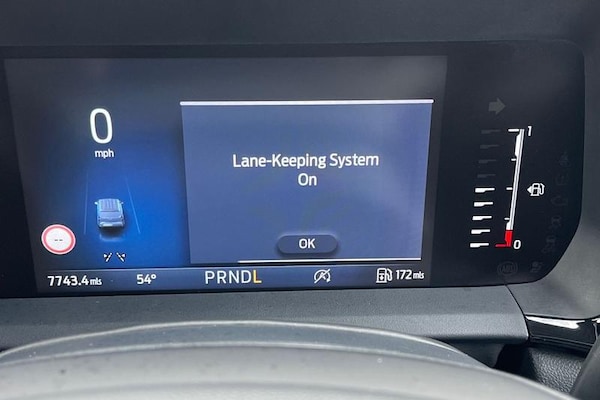 0
mph
Lane-Keeping System
On
OK
--
7743.4 mls
54°
PRNDL
172 mls
1
0